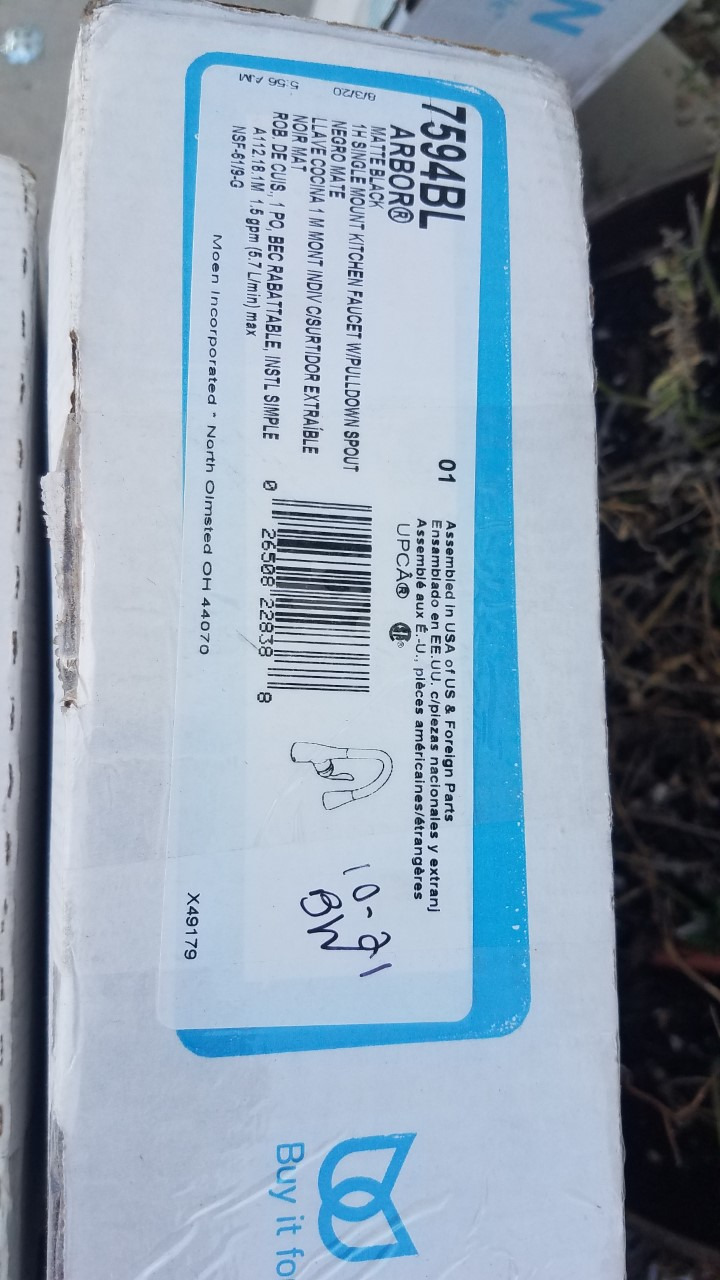 7594BL
ARBOR®
MATTE BLACK
1H SINGLE MOUNT KITCHEN FAUCET W/PULLDOWN SPOUT
NEGRO MATE
LLAVE COCINA 1 M MONT INDIV C/SURTIDOR EXTRAÍBLE
NOIR MAT
ROB. DE CUIS., 1 PO, BEC RABATTABLE, INSTL SIMPLE
A112.18.1M 1.5 gpm (5.7 L/min) max
NSF-61/9-G
8/3/20
5:56 AM
Moen Incorporated * North Olmsted OH 44070
01
Assembled in USA of US & Foreign Parts
Ensamblado en EE.UU. c/piezas nacionales y extranj
Assemblé aux É.-U., pièces américaines/étrangères
UPCÂ®
0 26508 22838 8
10-21
BW
X49179
Buy it fo
N